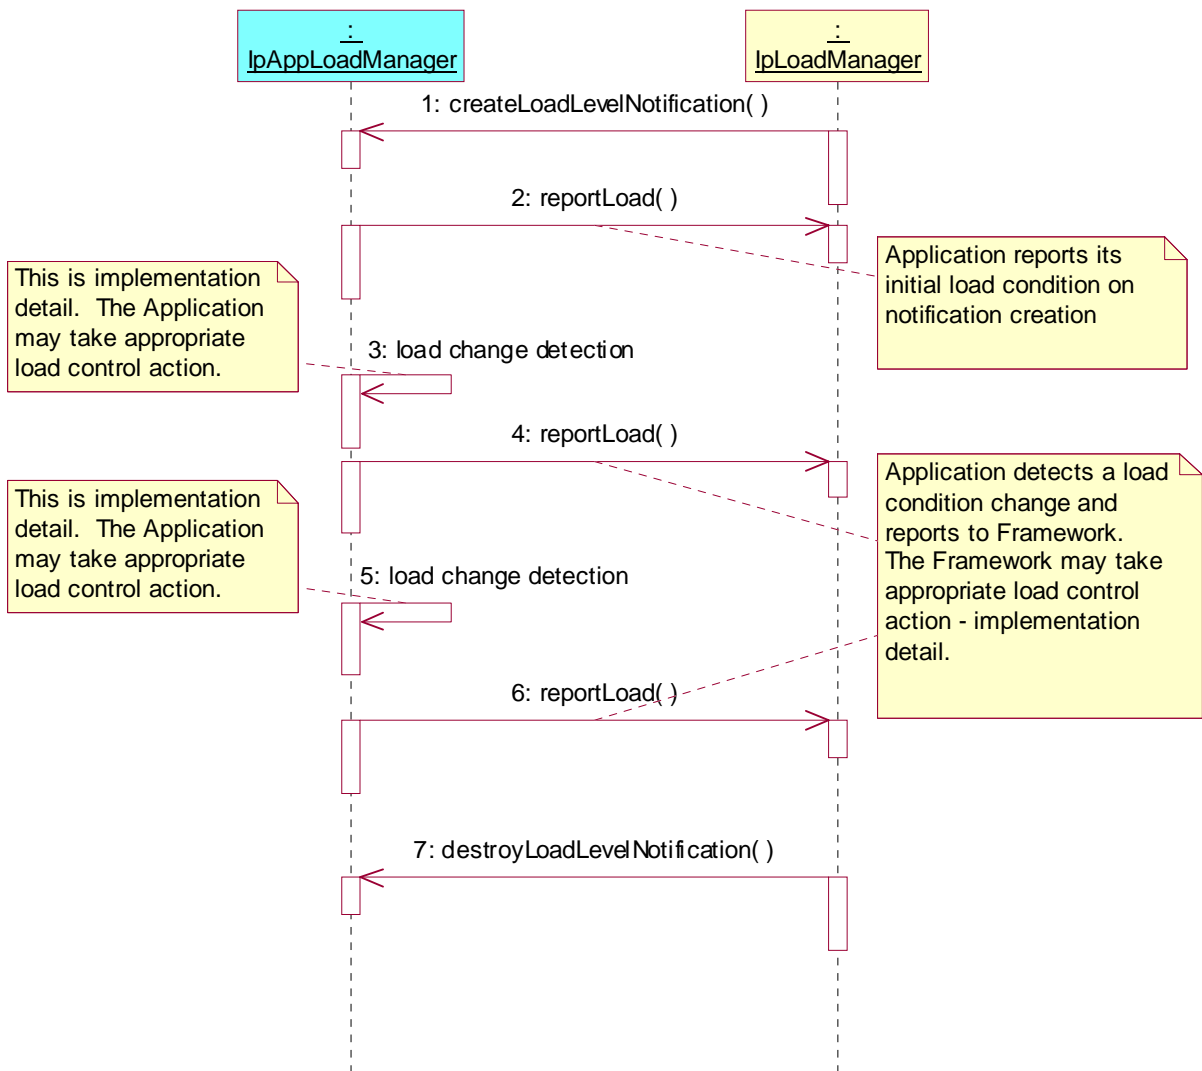 :
IpAppLoadManager
:
IpLoadManager
1: createLoadLevelNotification( )
2: reportLoad( )
Application reports its
initial load condition on
notification creation
This is implementation
detail.  The Application
may take appropriate
load control action.
3: load change detection
4: reportLoad( )
Application detects a load
condition change and
reports to Framework.
The Framework may take
appropriate load control
action - implementation
detail.
This is implementation
detail.  The Application
may take appropriate
load control action.
5: load change detection
6: reportLoad( )
7: destroyLoadLevelNotification( )